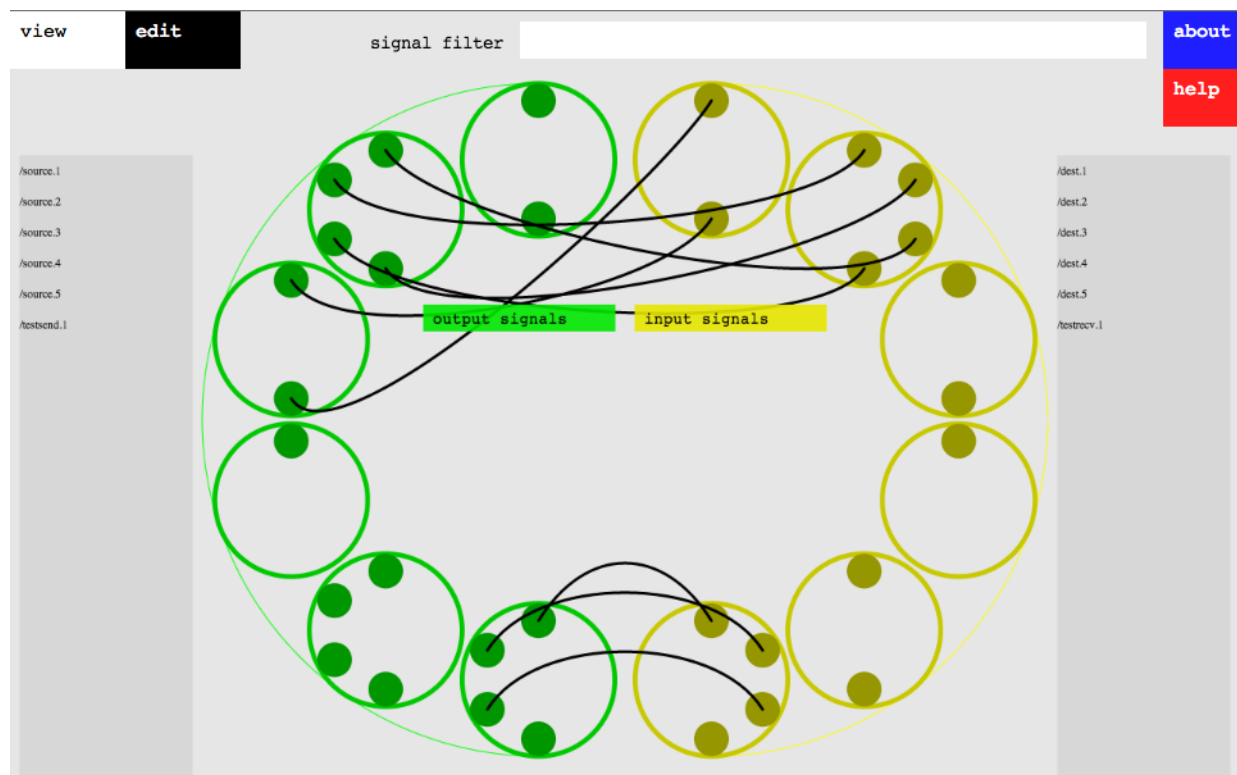 view
edit
signal filter
about
help
/source.1
/source.2
/source.3
/source.4
/source.5
/testsend.1
output signals
input signals
/dest.1
/dest.2
/dest.3
/dest.4
/dest.5
/testrecv.1